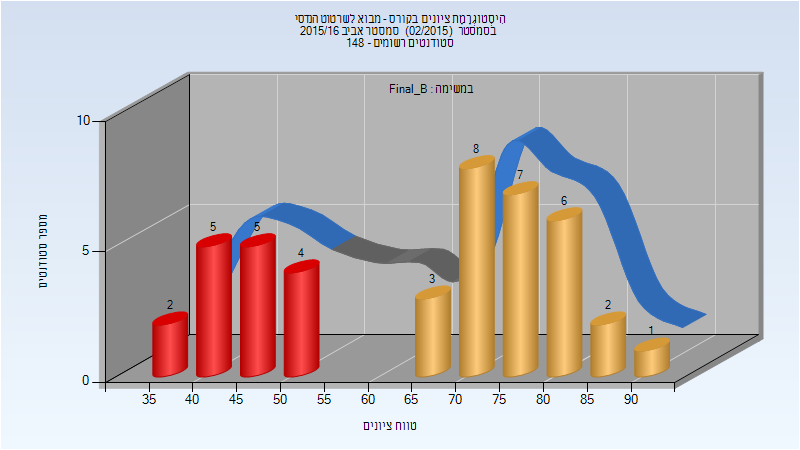 היסטוגרמת ציונים בקורס - מבוא לשרטוט הנדסי
בסמסטר (02/2015) סמסטר אביב 2015/16
סטודנטים רשומים - 148
במשימה : Final_B
מספר סטודנטים
10
5
0
2
5
5
4
3
8
7
6
2
1
35 40 45 50 55 60 65 70 75 80 85 90
טווח ציונים